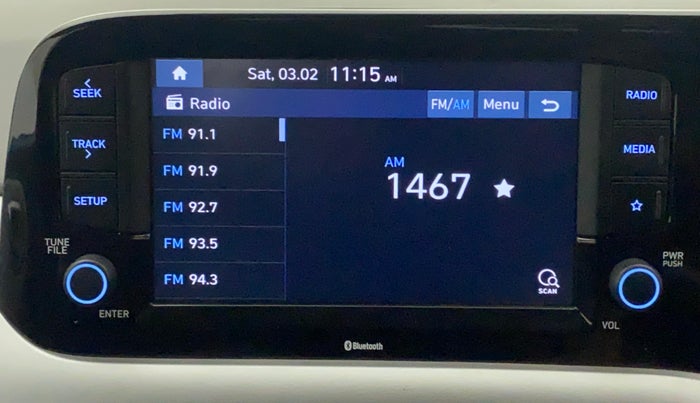 SEEK
TRACK
SETUP
TUNE
FILE
ENTER
Sat, 03.02 11:15 AM
Radio FM/AM Menu
FM 91.1
FM 91.9
FM 92.7
FM 93.5
FM 94.3
AM
1467
SCAN
RADIO
MEDIA
PWR
PUSH
VOL
Bluetooth